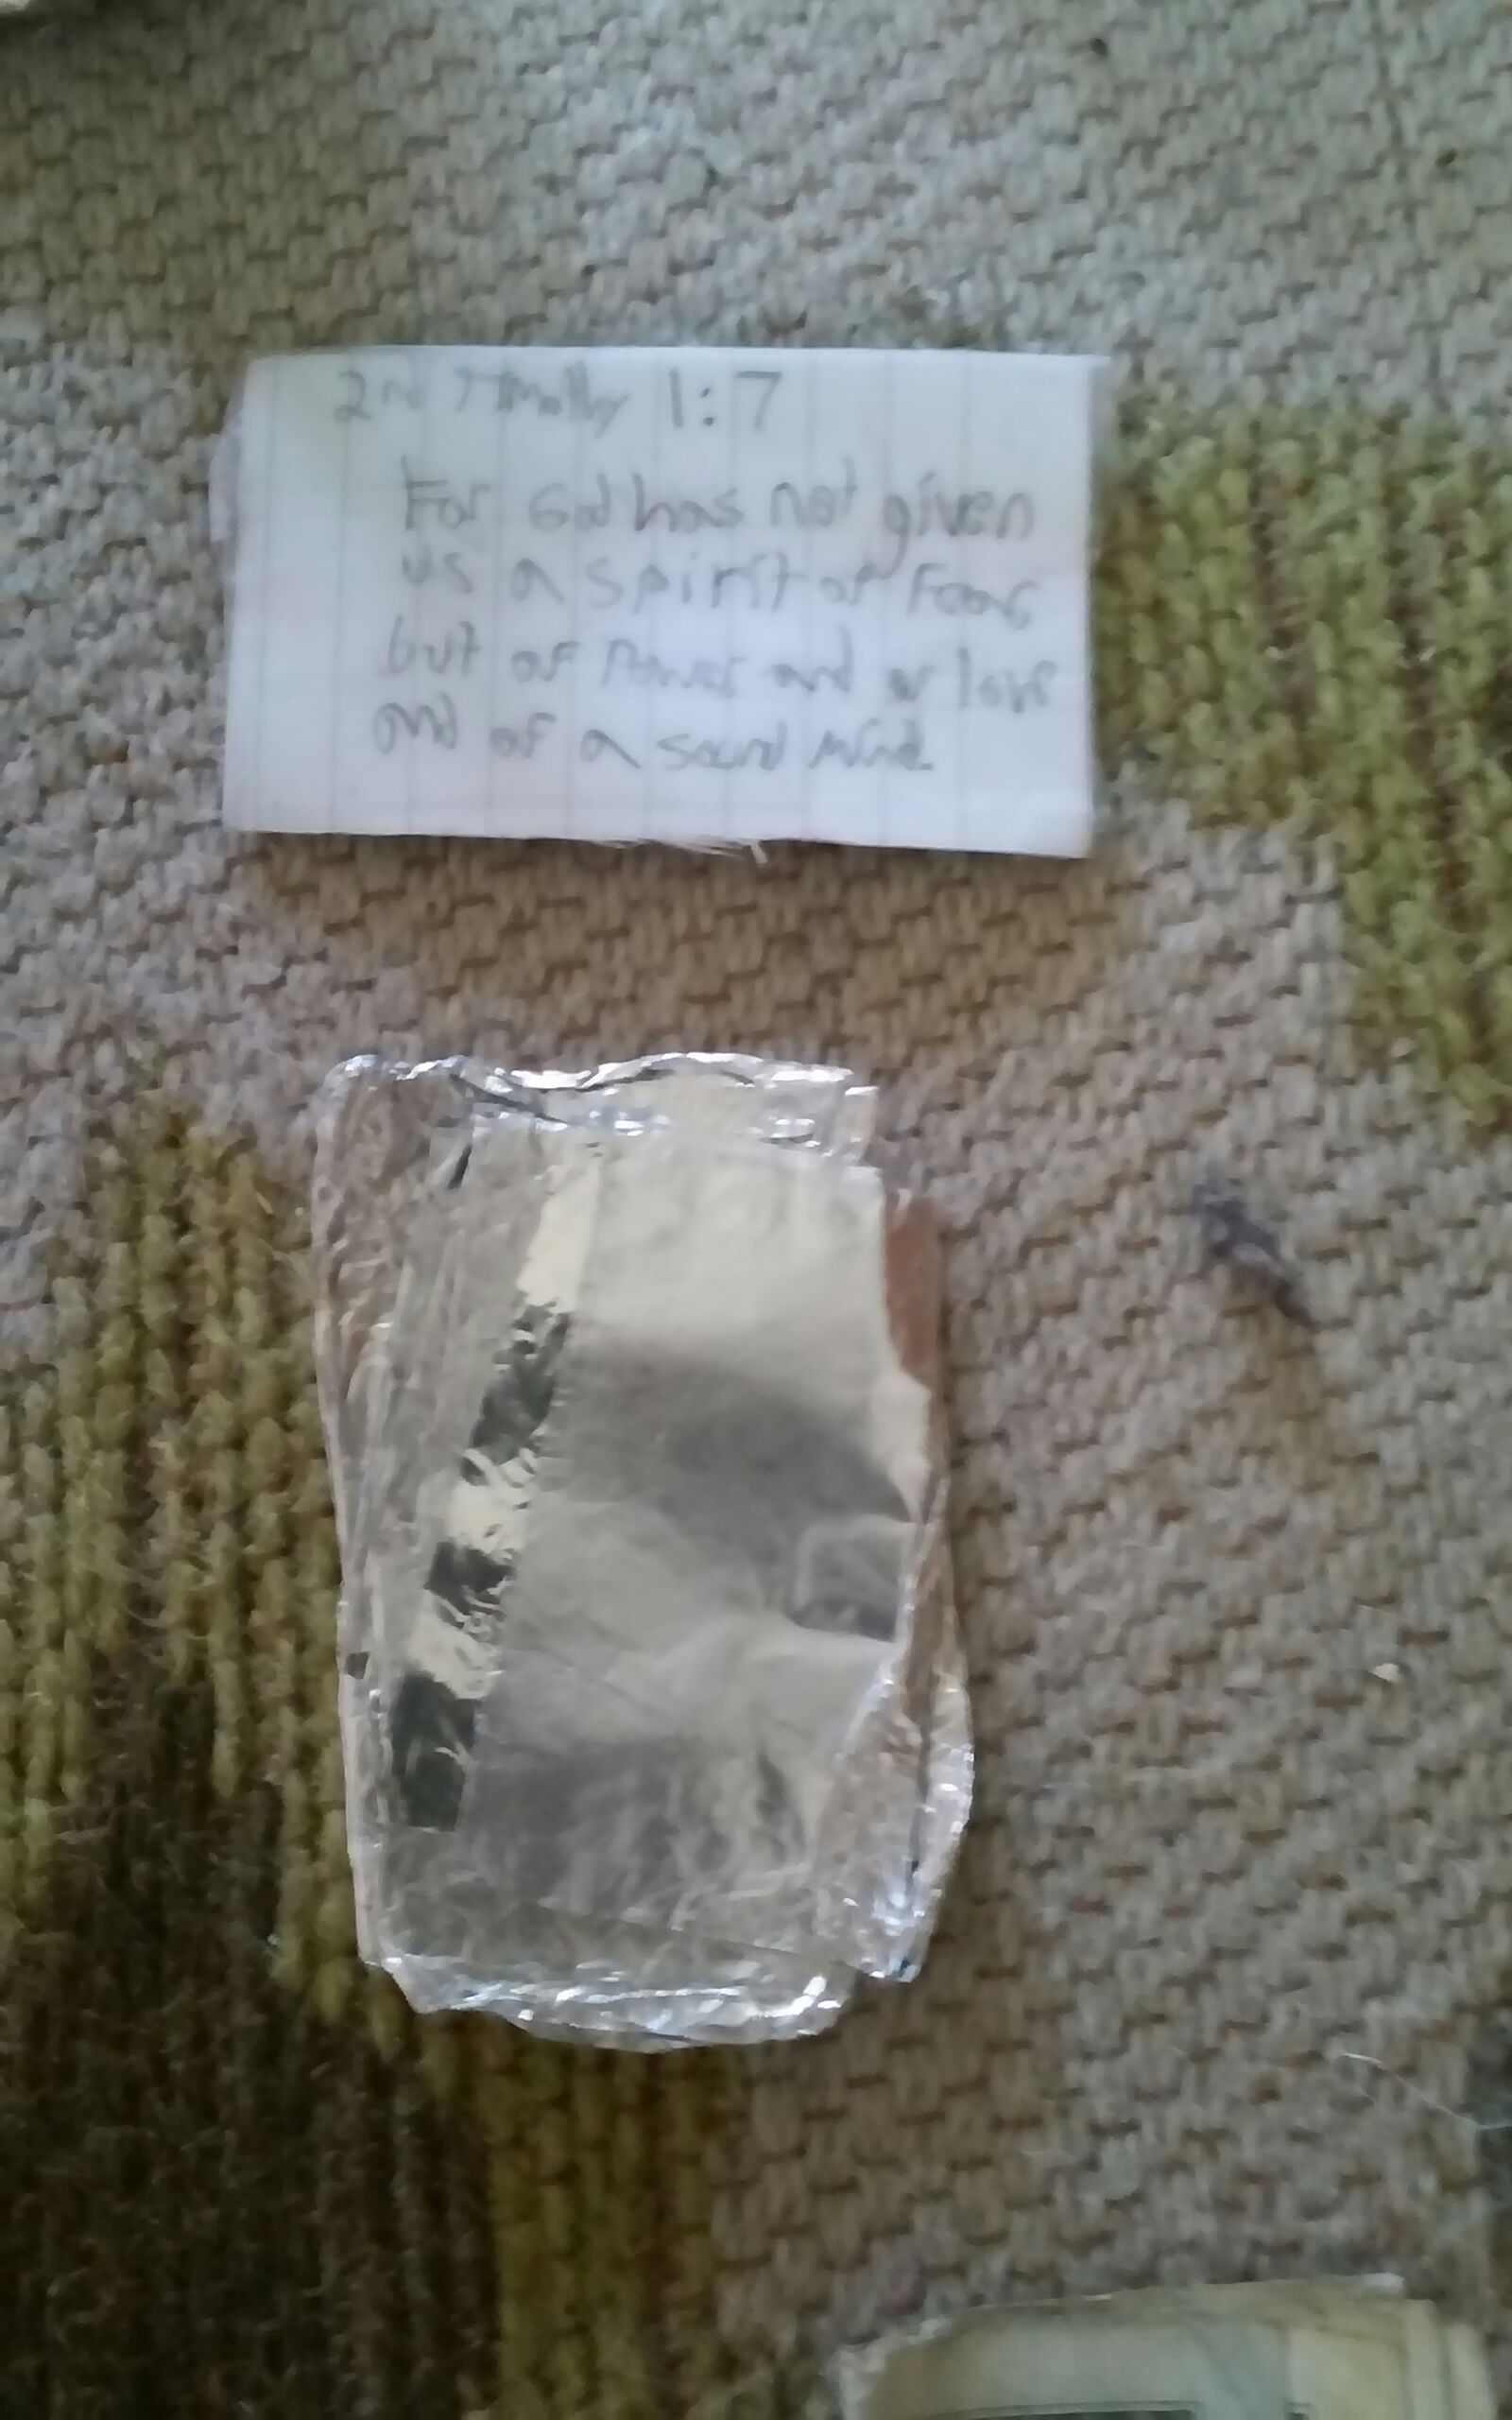 2nd Timothy 1:7
For God has not given
us a spirit of Fear
but of Power and of love
and of a sound mind